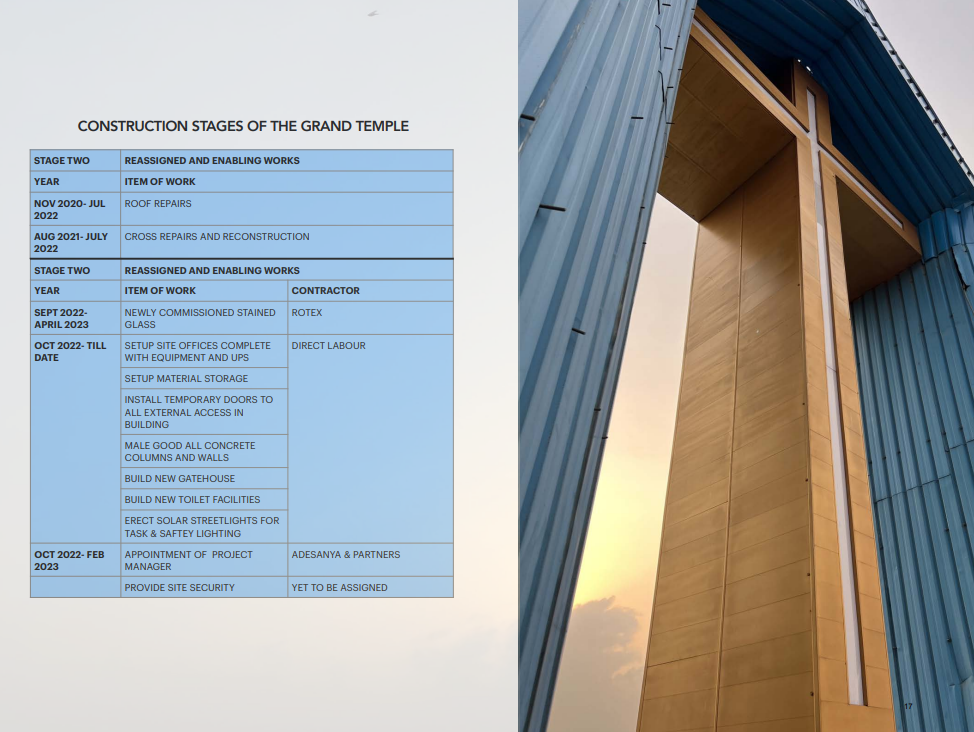 CONSTRUCTION STAGES OF THE GRAND TEMPLE
STAGE TWO
REASSIGNED AND ENABLING WORKS
YEAR
ITEM OF WORK
NOV 2020- JUL
2022
ROOF REPAIRS
AUG 2021- JULY
2022
CROSS REPAIRS AND RECONSTRUCTION
STAGE TWO
REASSIGNED AND ENABLING WORKS
YEAR
ITEM OF WORK
CONTRACTOR
SEPT 2022-
APRIL 2023
NEWLY COMMISSIONED STAINED
GLASS
ROTEX
OCT 2022- TILL
DATE
SETUP SITE OFFICES COMPLETE
WITH EQUIPMENT AND UPS
DIRECT LABOUR
SETUP MATERIAL STORAGE
INSTALL TEMPORARY DOORS TO
ALL EXTERNAL ACCESS IN
BUILDING
MALE GOOD ALL CONCRETE
COLUMNS AND WALLS
BUILD NEW GATEHOUSE
BUILD NEW TOILET FACILITIES
ERECT SOLAR STREETLIGHTS FOR
TASK & SAFTEY LIGHTING
OCT 2022- FEB
2023
APPOINTMENT OF  PROJECT
MANAGER
ADESANYA & PARTNERS
PROVIDE SITE SECURITY
YET TO BE ASSIGNED
17